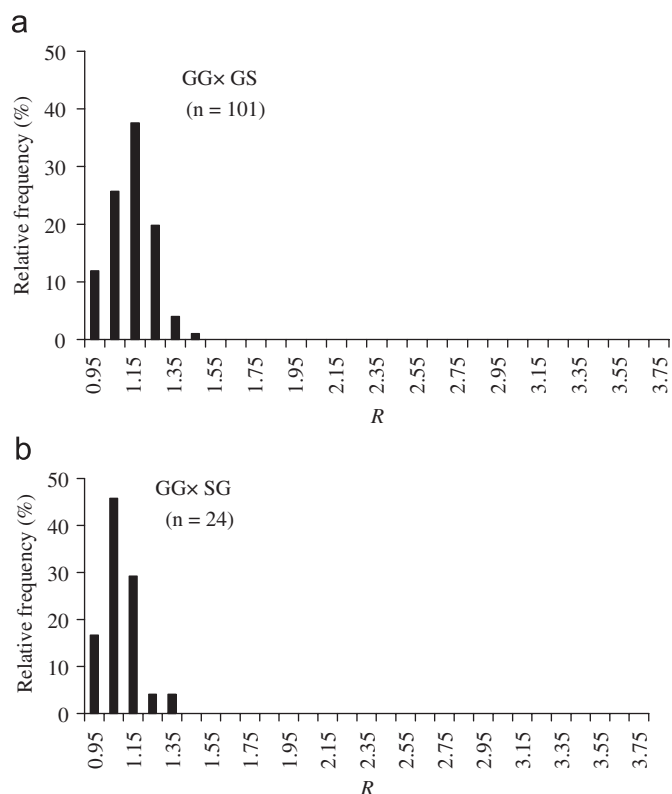 a
50
40
30
20
10
0
Relative frequency (%)
GG× GS
(n = 101)
0.95 1.15 1.35 1.55 1.75 1.95 2.15 2.35 2.55 2.75 2.95 3.15 3.35 3.55 3.75
R
b
50
40
30
20
10
0
Relative frequency (%)
GG× SG
(n = 24)
0.95 1.15 1.35 1.55 1.75 1.95 2.15 2.35 2.55 2.75 2.95 3.15 3.35 3.55 3.75
R